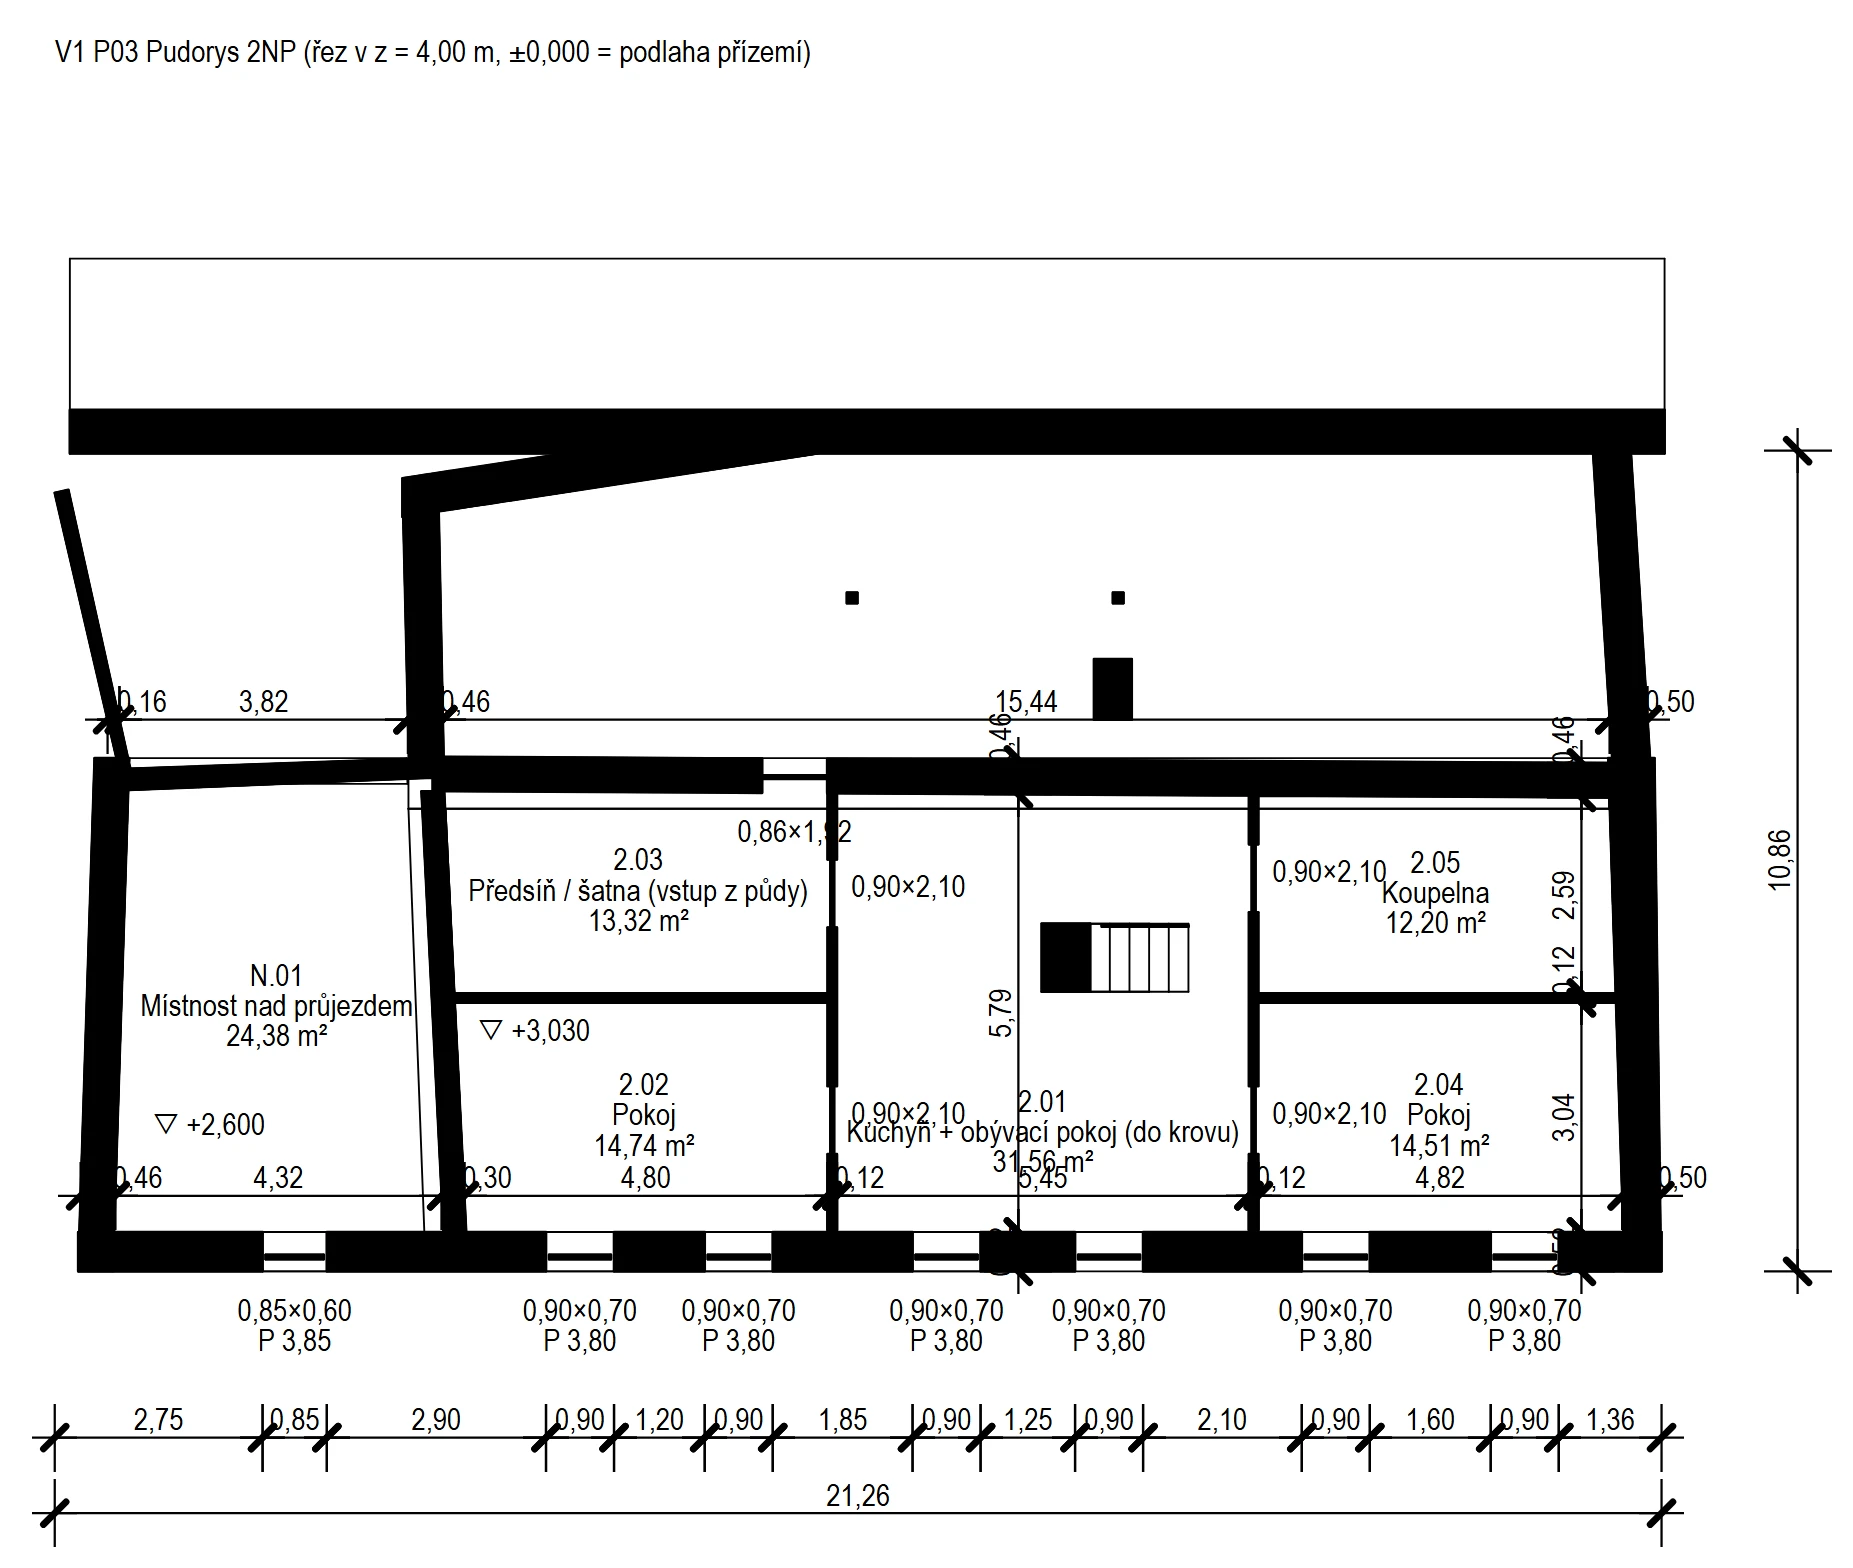 V1 P03 Pudorys 2NP (řez v z = 4,00 m, ±0,000 = podlaha přízemí)
0,16
3,82
0,46
15,44
0,50
0,46
0,46
10,86
0,86×1,92
2.03
Předsíň / šatna (vstup z půdy)
13,32 m²
0,90×2,10
0,90×2,10
2.05
Koupelna
12,20 m²
2,59
0,12
N.01
Místnost nad průjezdem
24,38 m²
▽ +3,030
5,79
2.02
Pokoj
14,74 m²
0,90×2,10
2.01
Kuchyň + obývací pokoj (do krovu)
31,56 m²
0,90×2,10
2.04
Pokoj
14,51 m²
3,04
▽ +2,600
0,46
4,32
0,30
4,80
0,12
5,45
0,12
4,82
0,50
0,85×0,60
P 3,85
0,90×0,70
P 3,80
0,90×0,70
P 3,80
0,90×0,70
P 3,80
0,90×0,70
P 3,80
0,90×0,70
P 3,80
0,90×0,70
P 3,80
2,75
0,85
2,90
0,90
1,20
0,90
1,85
0,90
1,25
0,90
2,10
0,90
1,60
0,90
1,36
21,26